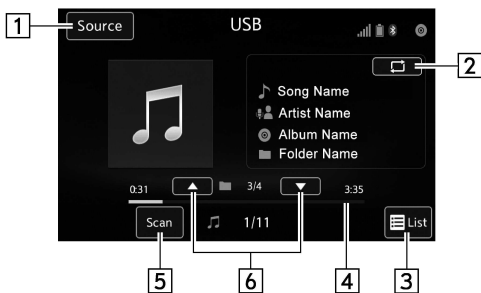 1
Source
USB
2
Song Name
Artist Name
Album Name
Folder Name
0:31
3/4
3:35
Scan
1/11
List
5
6
4
3